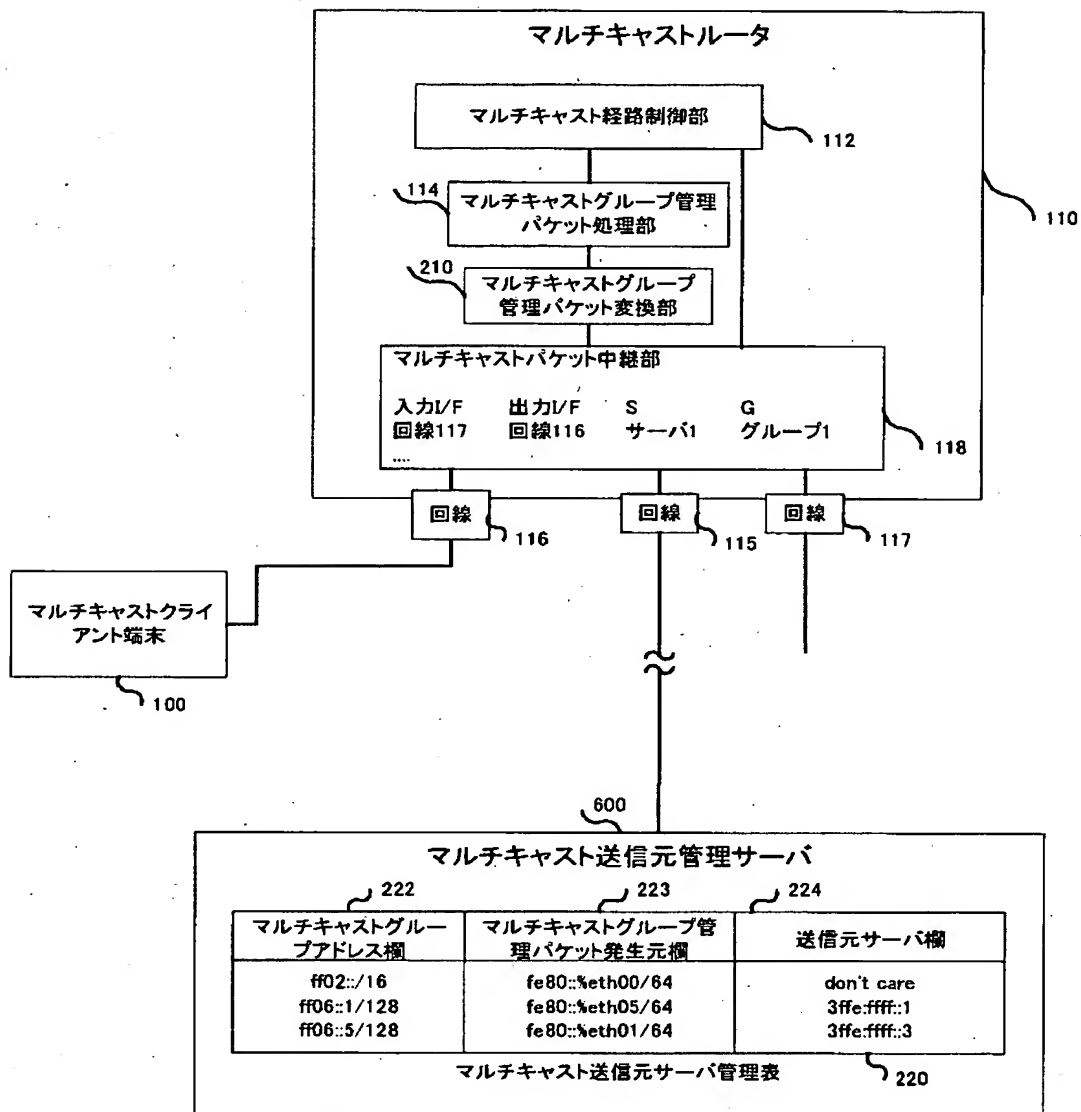 マルチキャストルータ
マルチキャスト経路制御部
112
114
マルチキャストグループ管理
パケット処理部
110
210
マルチキャストグループ
管理パケット変換部
マルチキャストパケット中継部
入力I/F 出力I/F S G
回線117 回線116 サーバ1 グループ1
....
118
回線 回線 回線
116 115 117
マルチキャストクライ
アント端末
100
600
マルチキャスト送信元管理サーバ
222 223 224
マルチキャストグルー
プアドレス欄
マルチキャストグループ管
理パケット発生元欄
送信元サーバ欄
ff02::/16 fe80::%eth00/64 don't care
ff06::1/128 fe80::%eth05/64 3ffe:ffff::1
ff06::5/128 fe80::%eth01/64 3ffe:ffff::3
マルチキャスト送信元サーバ管理表
220